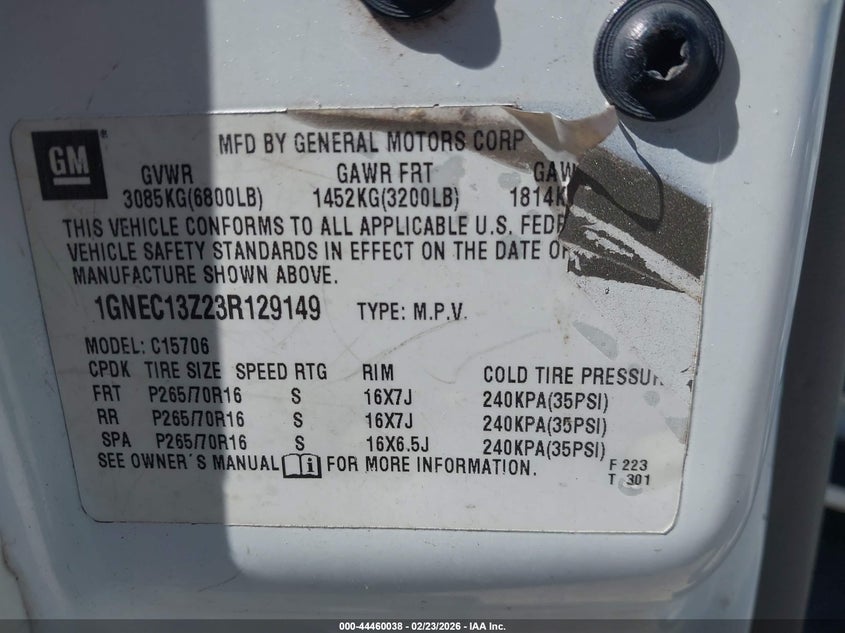 GM
MFD BY GENERAL MOTORS CORP
GVWR GAWR FRT
3085KG(6800LB) 1452KG(3200LB)
THIS VEHICLE CONFORMS TO ALL APPLICABLE U.S.
VEHICLE SAFETY STANDARDS IN EFFECT ON THE DATE
MANUFACTURE SHOWN ABOVE.
1GNEC13Z23R129149 TYPE: M.P.V.
MODEL: C15706
CPDK TIRE SIZE SPEED RTG RIM COLD TIRE
FRT P265/70R16 S 16X7J 240KPA(35PSI)
RR P265/70R16 S 16X7J 240KPA(35PSI)
SPA P265/70R16 S 16X6.5J 240KPA(35PSI)
SEE OWNER'S MANUAL FOR MORE INFORMATION.
F 223
T 301
000-44460038 - 02/23/2026 - IAA Inc.